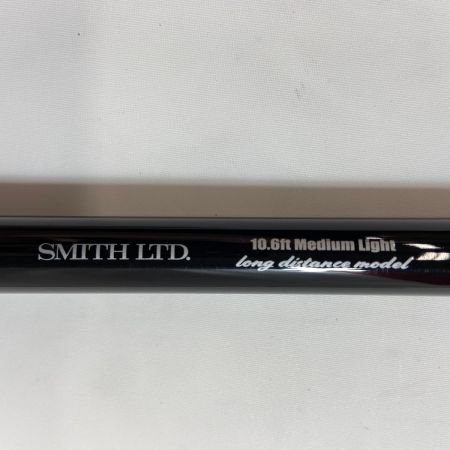 SMITH LTD.
10.6ft Medium Light
long distance model